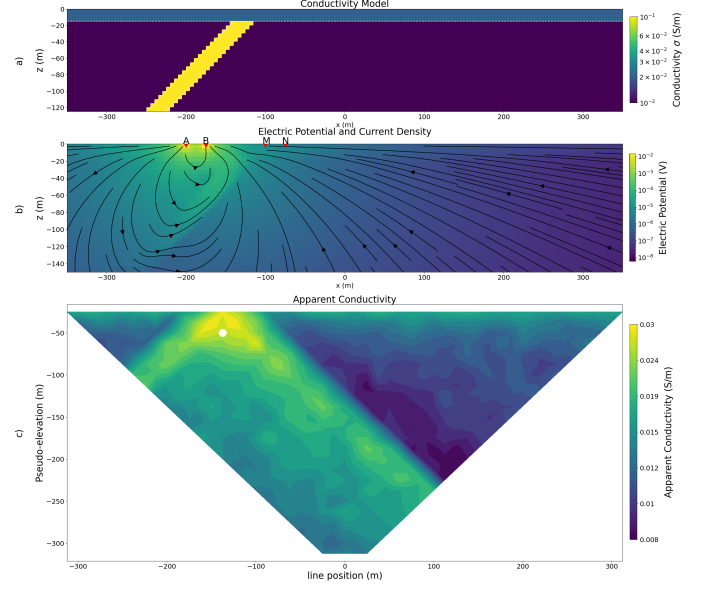 Conductivity Model
a)
z (m)
0
−20
−40
−60
−80
−100
−120
−300 −200 −100 0 100 200 300
x (m)
10⁻¹
6 × 10⁻²
4 × 10⁻²
3 × 10⁻²
2 × 10⁻²
10⁻²
Conductivity σ (S/m)
Electric Potential and Current Density
A B M N
b)
z (m)
0
−20
−40
−60
−80
−100
−120
−140
−300 −200 −100 0 100 200 300
x (m)
10⁻²
10⁻³
10⁻⁴
10⁻⁵
10⁻⁶
10⁻⁷
10⁻⁸
Electric Potential (V)
Apparent Conductivity
c)
Pseudo-elevation (m)
−50
−100
−150
−200
−250
−300
−300 −200 −100 0 100 200 300
line position (m)
0.03
0.024
0.019
0.015
0.012
0.01
0.008
Apparent Conductivity (S/m)